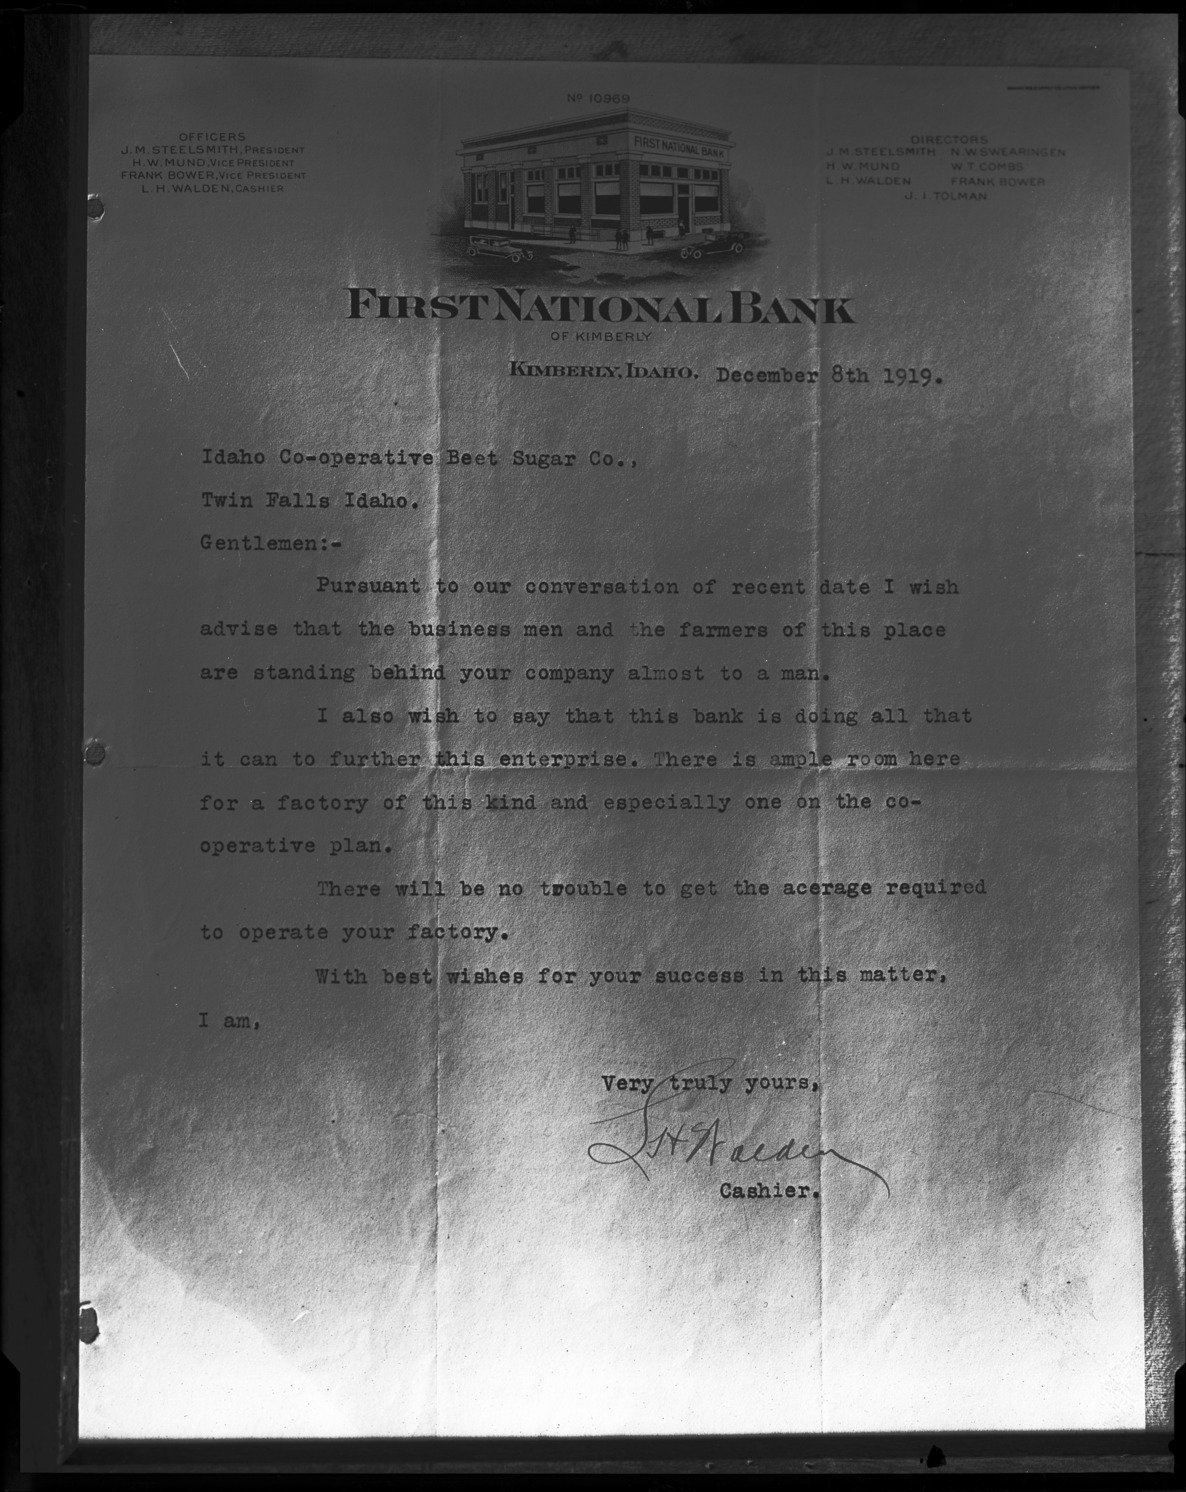 Nº 10969
OFFICERS
J. M. STEELSMITH, PRESIDENT
H. W. MUND, VICE PRESIDENT
FRANK BOWER, VICE PRESIDENT
L. H. WALDEN, CASHIER
FIRST NATIONAL BANK
DIRECTORS
J. M. STEELSMITH N. W. SWEARINGEN
H. W. MUND W. T. COMBS
L. H. WALDEN FRANK BOWER
J. I. TOLMAN
FIRST NATIONAL BANK
OF KIMBERLY
KIMBERLY, IDAHO. December 8th 1919.
Idaho Co-operative Beet Sugar Co.,
Twin Falls Idaho.
Gentlemen:-
Pursuant to our conversation of recent date I wish
advise that the business men and the farmers of this place
are standing behind your company almost to a man.
I also wish to say that this bank is doing all that
it can to further this enterprise. There is ample room here
for a factory of this kind and especially one on the co-
operative plan.
There will be no trouble to get the acerage required
to operate your factory.
With best wishes for your success in this matter,
I am,
Very truly yours,
L H Walden
Cashier.